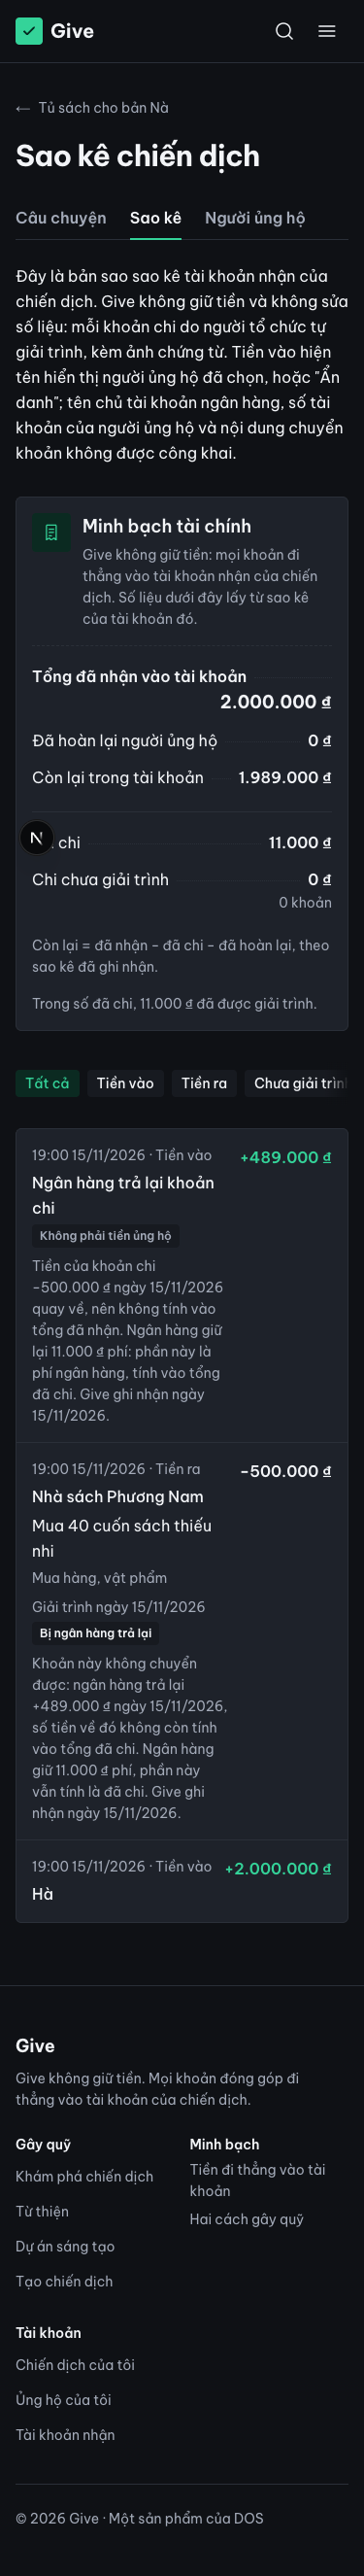 Give
← Tủ sách cho bản Nà
Sao kê chiến dịch
Câu chuyện Sao kê Người ủng hộ
Đây là bản sao sao kê tài khoản nhận của
chiến dịch. Give không giữ tiền và không sửa
số liệu: mỗi khoản chi do người tổ chức tự
giải trình, kèm ảnh chứng từ. Tiền vào hiện
tên hiển thị người ủng hộ đã chọn, hoặc "Ẩn
danh"; tên chủ tài khoản ngân hàng, số tài
khoản của người ủng hộ và nội dung chuyển
khoản không được công khai.
Minh bạch tài chính
Give không giữ tiền: mọi khoản đi
thẳng vào tài khoản nhận của chiến
dịch. Số liệu dưới đây lấy từ sao kê
của tài khoản đó.
Tổng đã nhận vào tài khoản
2.000.000 ₫
Đã hoàn lại người ủng hộ 0 ₫
Còn lại trong tài khoản 1.989.000 ₫
N chi 11.000 ₫
Chi chưa giải trình 0 ₫
0 khoản
Còn lại = đã nhận − đã chi − đã hoàn lại, theo
sao kê đã ghi nhận.
Trong số đã chi, 11.000 ₫ đã được giải trình.
Tất cả Tiền vào Tiền ra Chưa giải trình
19:00 15/11/2026 · Tiền vào +489.000 ₫
Ngân hàng trả lại khoản
chi
Không phải tiền ủng hộ
Tiền của khoản chi
−500.000 ₫ ngày 15/11/2026
quay về, nên không tính vào
tổng đã nhận. Ngân hàng giữ
lại 11.000 ₫ phí: phần này là
phí ngân hàng, tính vào tổng
đã chi. Give ghi nhận ngày
15/11/2026.
19:00 15/11/2026 · Tiền ra −500.000 ₫
Nhà sách Phương Nam
Mua 40 cuốn sách thiếu
nhi
Mua hàng, vật phẩm
Giải trình ngày 15/11/2026
Bị ngân hàng trả lại
Khoản này không chuyển
được: ngân hàng trả lại
+489.000 ₫ ngày 15/11/2026,
số tiền về đó không còn tính
vào tổng đã chi. Ngân hàng
giữ 11.000 ₫ phí, phần này
vẫn tính là đã chi. Give ghi
nhận ngày 15/11/2026.
19:00 15/11/2026 · Tiền vào +2.000.000 ₫
Hà
Give
Give không giữ tiền. Mọi khoản đóng góp đi
thẳng vào tài khoản của chiến dịch.
Gây quỹ
Khám phá chiến dịch
Từ thiện
Dự án sáng tạo
Tạo chiến dịch
Minh bạch
Tiền đi thẳng vào tài
khoản
Hai cách gây quỹ
Tài khoản
Chiến dịch của tôi
Ủng hộ của tôi
Tài khoản nhận
© 2026 Give · Một sản phẩm của DOS